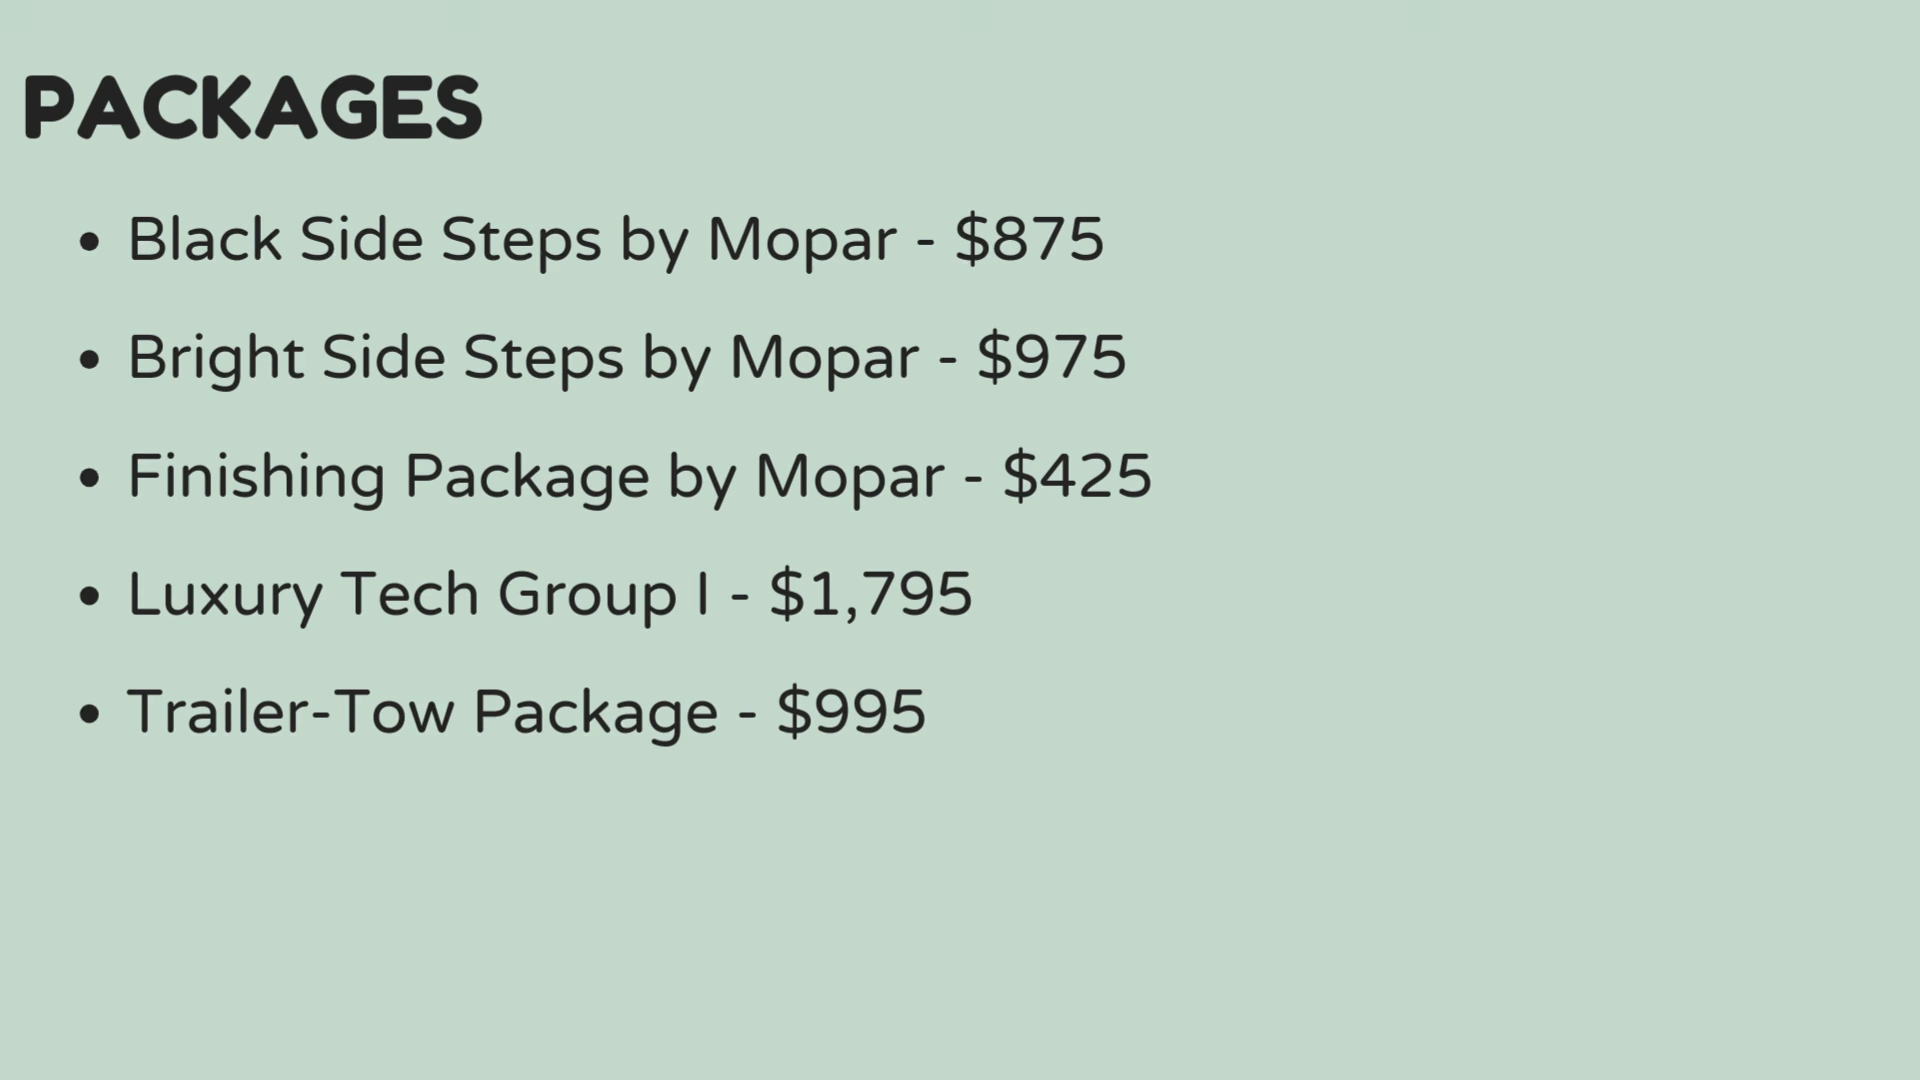 PACKAGES
• Black Side Steps by Mopar - $875
• Bright Side Steps by Mopar - $975
• Finishing Package by Mopar - $425
• Luxury Tech Group I - $1,795
• Trailer-Tow Package - $995